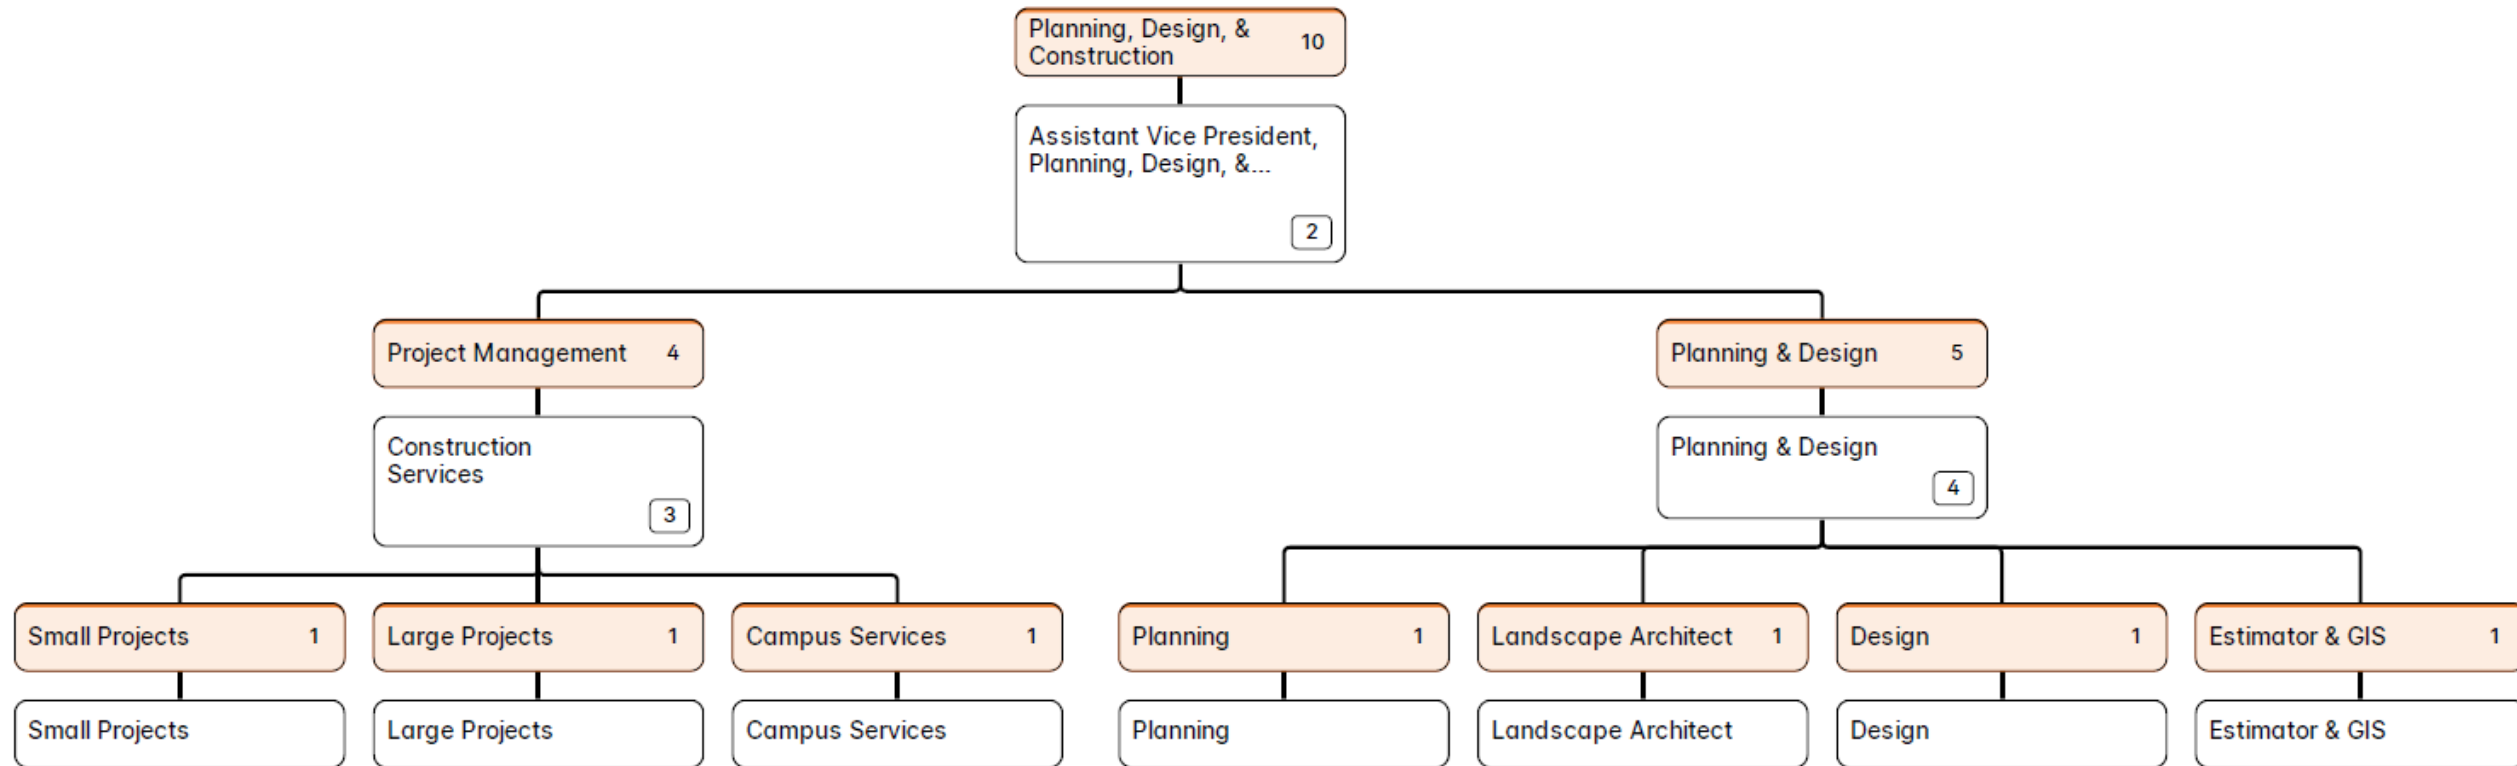 Planning, Design, & 
Construction 10
Assistant Vice President,
Planning, Design, &...
2
Project Management 4
Planning & Design 5
Construction
Services
3
Planning & Design
4
Small Projects 1
Large Projects 1
Campus Services 1
Planning 1
Landscape Architect 1
Design 1
Estimator & GIS 1
Small Projects
Large Projects
Campus Services
Planning
Landscape Architect
Design
Estimator & GIS